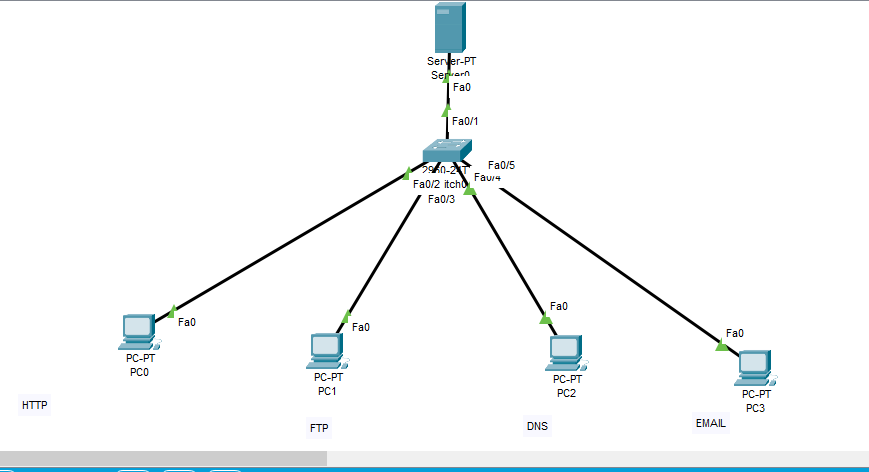 Server-PT
Server0
Fa0
Fa0/1
Fa0/5
2960-24T
Fa0/4
Fa0/2 itch0
Fa0/3
Fa0
Fa0
Fa0
Fa0
PC-PT
PC0
PC-PT
PC1
PC-PT
PC2
PC-PT
PC3
HTTP
FTP
DNS
EMAIL